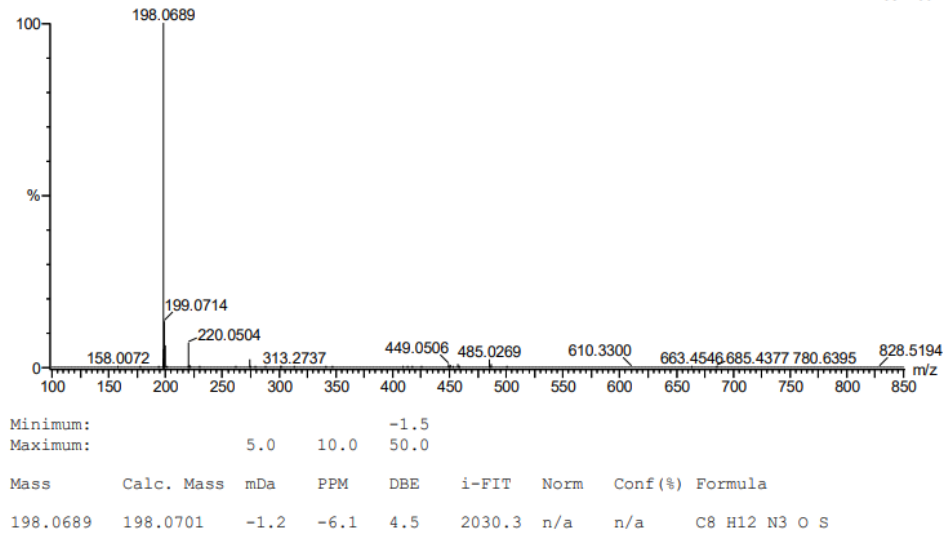 198.0689
100
%
199.0714
220.0504
158.0072
313.2737
449.0506
485.0269
610.3300
663.4546
685.4377
780.6395
828.5194
0
m/z
100 150 200 250 300 350 400 450 500 550 600 650 700 750 800 850
Minimum: -1.5
Maximum: 5.0 10.0 50.0
Mass Calc. Mass mDa PPM DBE i-FIT Norm Conf(%) Formula
198.0689 198.0701 -1.2 -6.1 4.5 2030.3 n/a n/a C8 H12 N3 O S